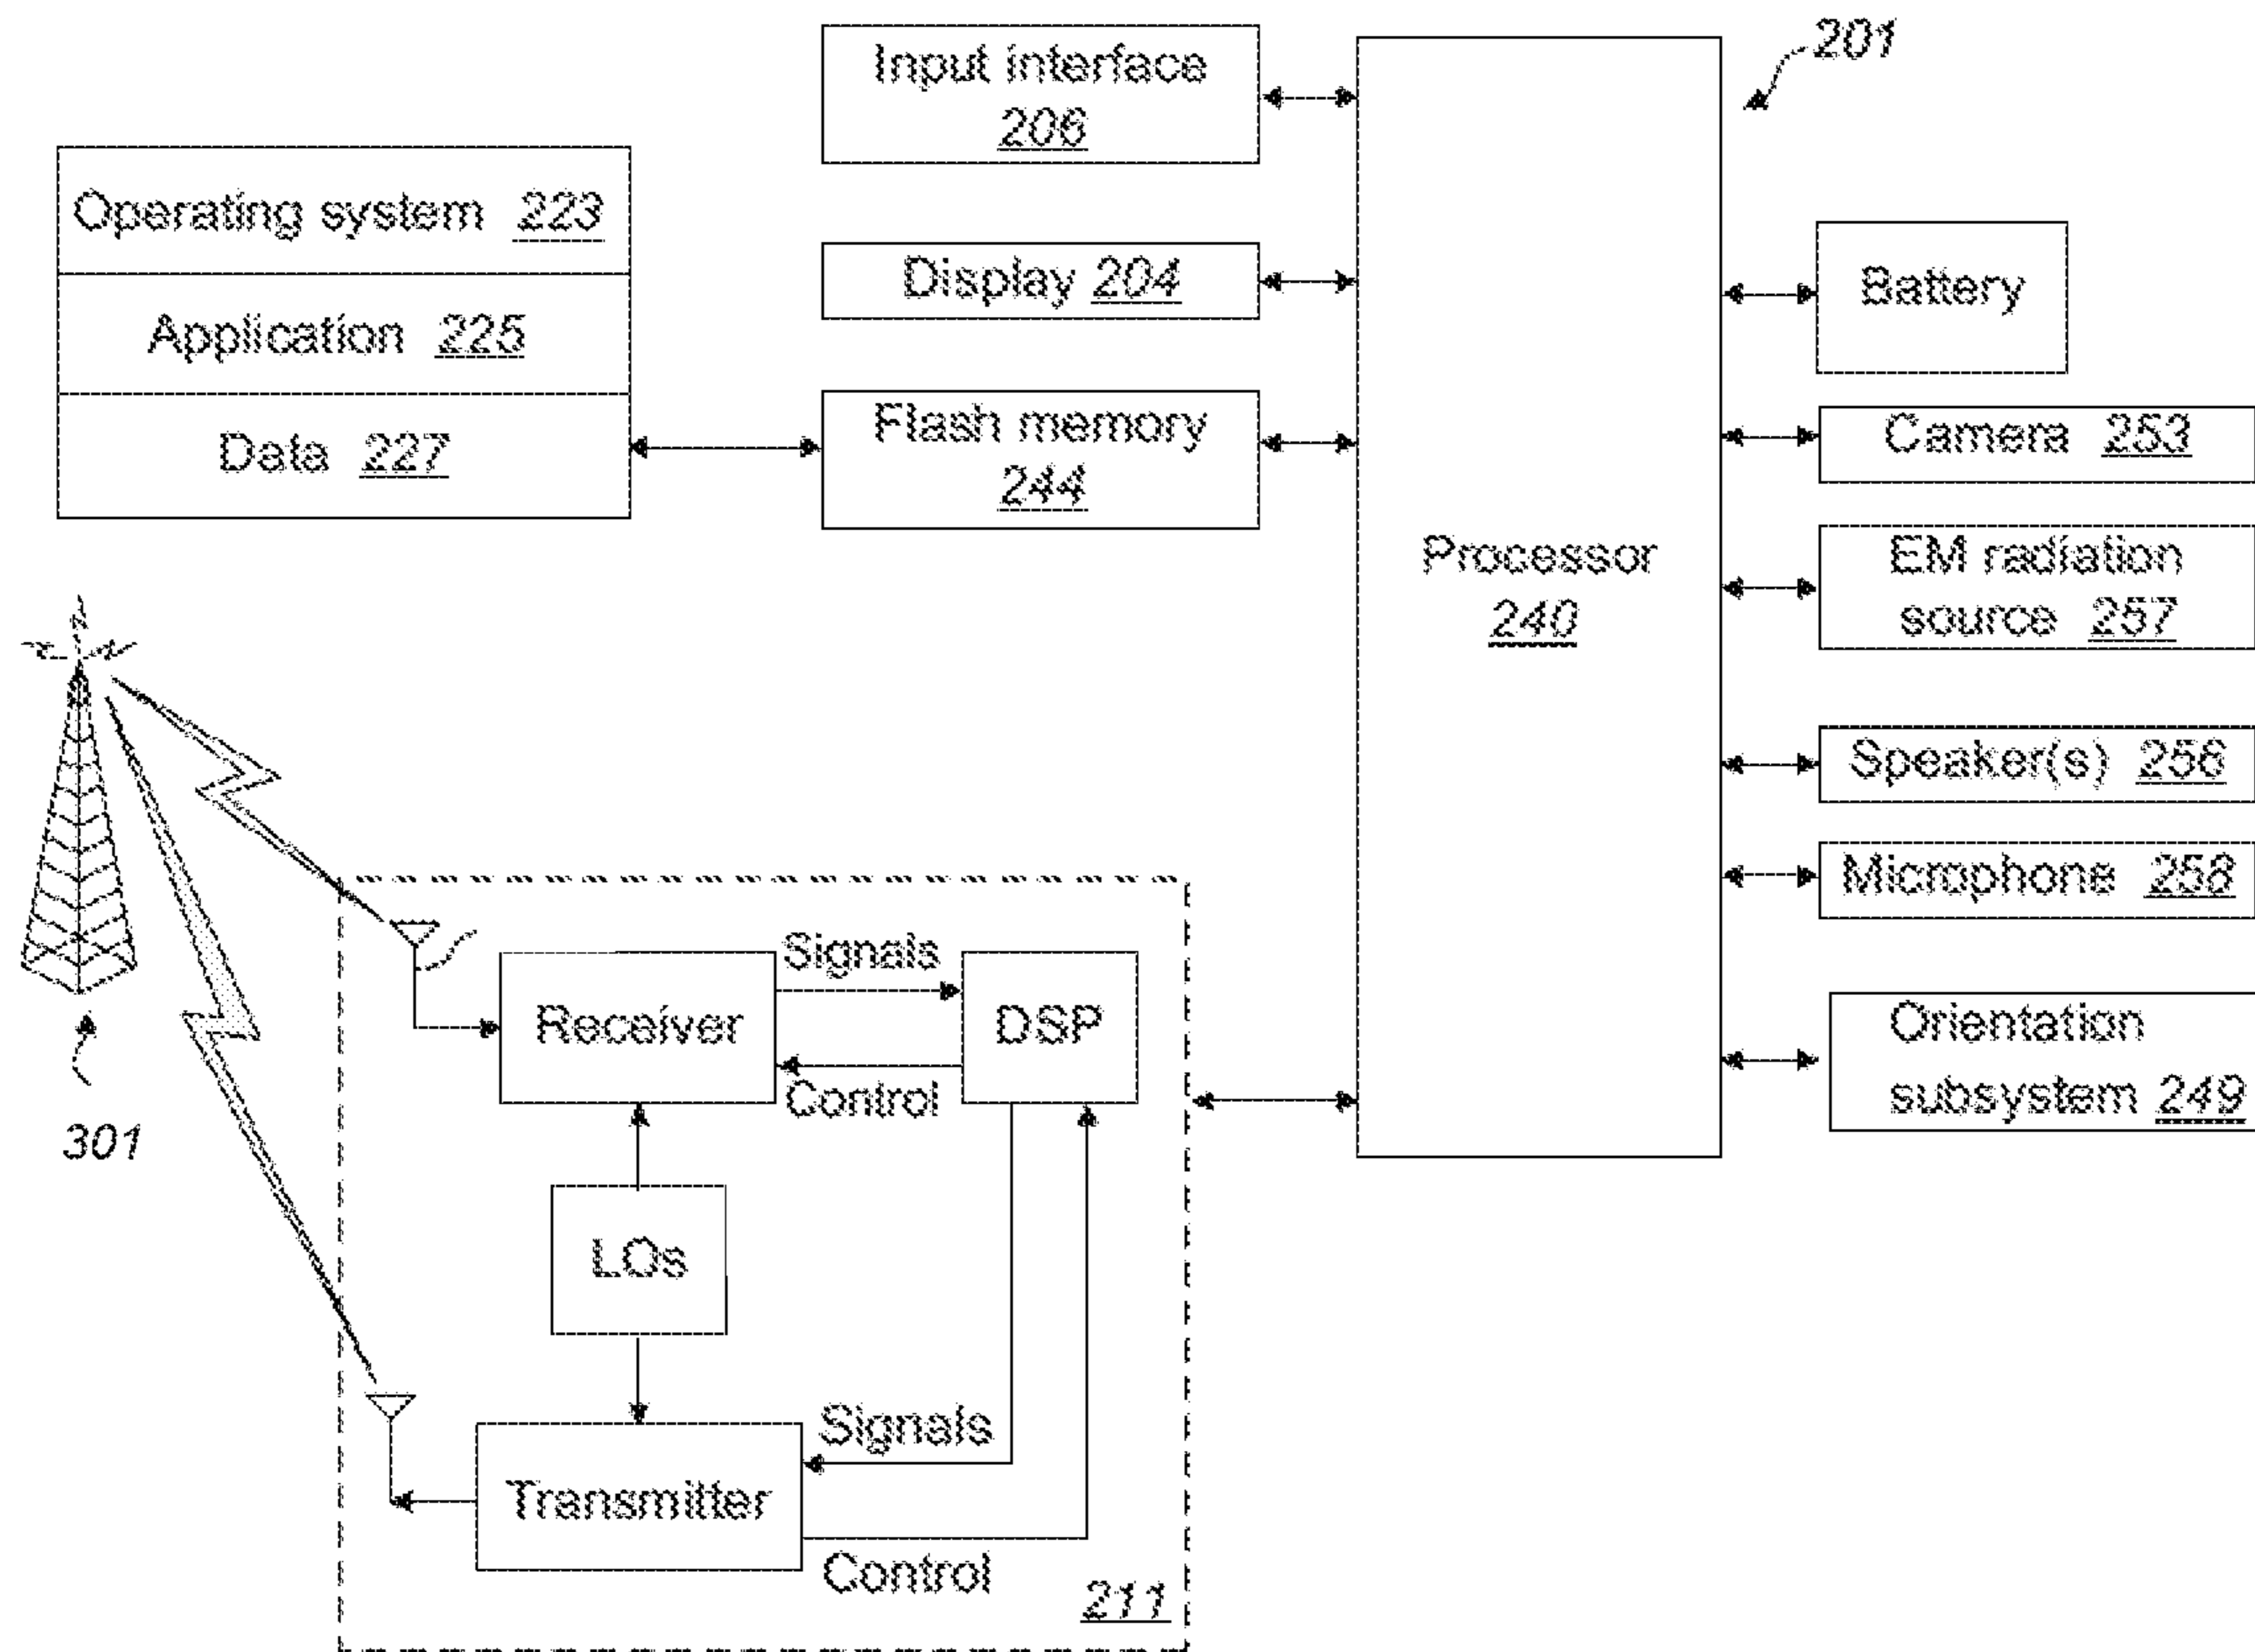 201
Input interface
206
Operating system 223
Display 204
Battery
Application 225
Flash memory
244
Camera 253
Data 227
Processor
240
EM radiation
source 257
Speaker(s) 256
Microphone 258
Signals
Receiver
DSP
Control
Orientation
subsystem 249
301
LOs
Signals
Transmitter
Control
211